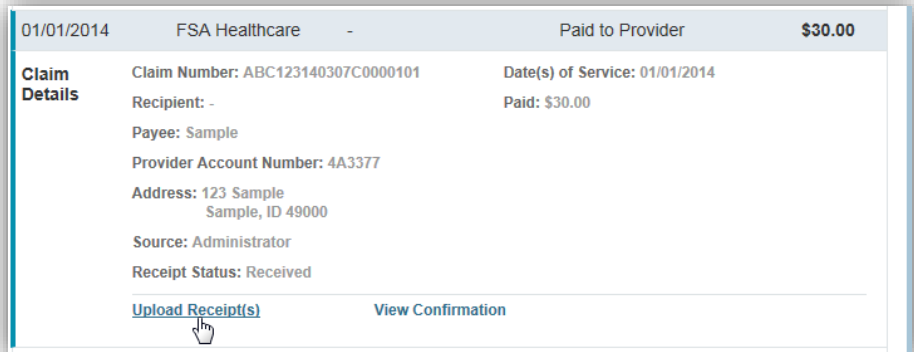 01/01/2014 FSA Healthcare - Paid to Provider $30.00
Claim Details
Claim Number: ABC123140307C0000101 Date(s) of Service: 01/01/2014
Recipient: - Paid: $30.00
Payee: Sample
Provider Account Number: 4A3377
Address: 123 Sample
Sample, ID 49000
Source: Administrator
Receipt Status: Received
Upload Receipt(s) View Confirmation